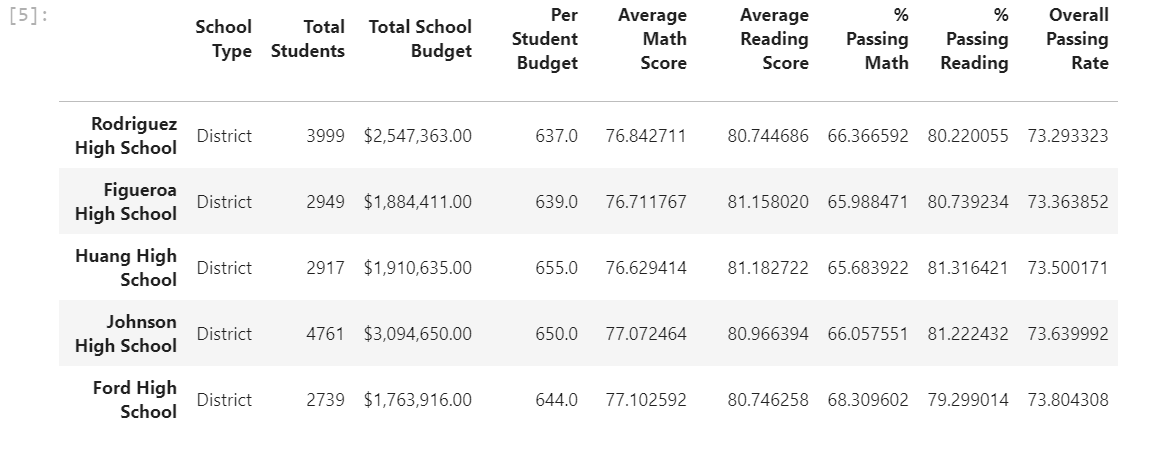 [5]:
School Type Total Students Total School Budget Per Student Budget Average Math Score Average Reading Score % Passing Math % Passing Reading Overall Passing Rate
Rodriguez High School District 3999 $2,547,363.00 637.0 76.842711 80.744686 66.366592 80.220055 73.293323
Figueroa High School District 2949 $1,884,411.00 639.0 76.711767 81.158020 65.988471 80.739234 73.363852
Huang High School District 2917 $1,910,635.00 655.0 76.629414 81.182722 65.683922 81.316421 73.500171
Johnson High School District 4761 $3,094,650.00 650.0 77.072464 80.966394 66.057551 81.222432 73.639992
Ford High School District 2739 $1,763,916.00 644.0 77.102592 80.746258 68.309602 79.299014 73.804308